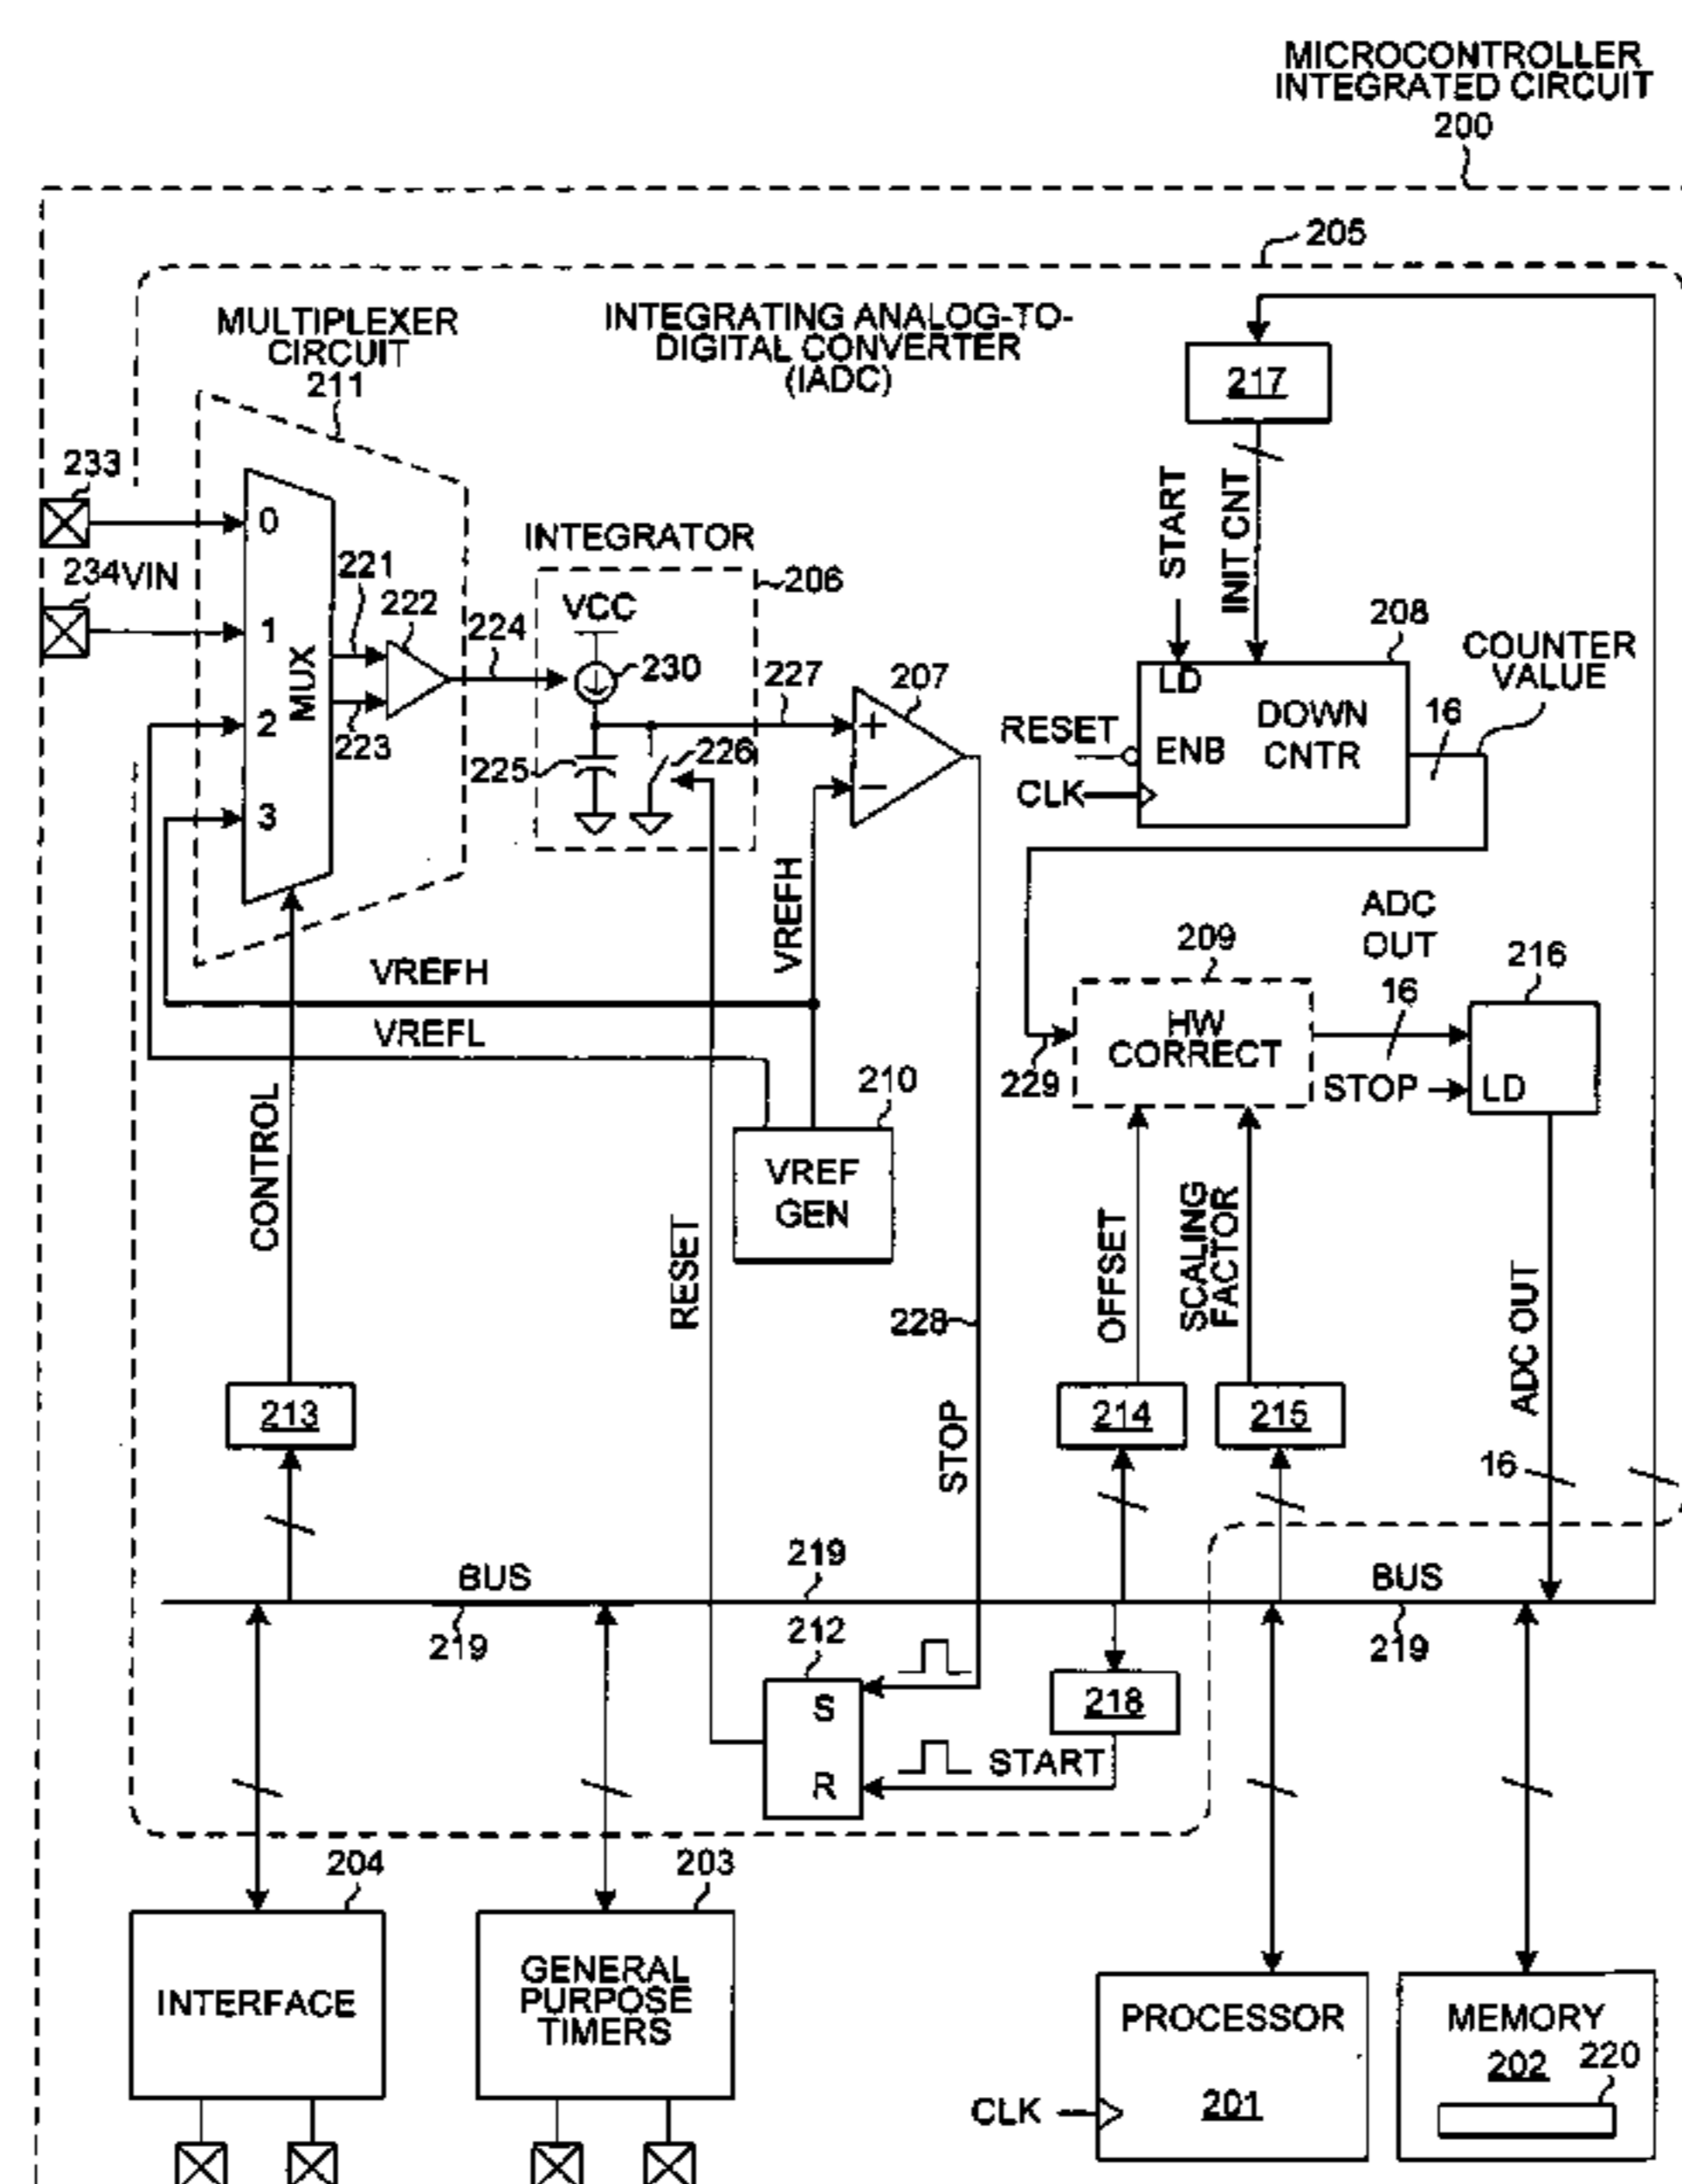 MICROCONTROLLER
INTEGRATED CIRCUIT
200
205
MULTIPLEXER
CIRCUIT
211
INTEGRATING ANALOG-TO-
DIGITAL CONVERTER
(IADC)
217
233
0
234 VIN
1
MUX
2
3
221
222
223
224
INTEGRATOR
206
VCC
230
225
226
227
207
+
−
START
INIT CNT
208
COUNTER
VALUE
LD
DOWN
CNTR
16
RESET
ENB
CLK
VREFH
VREFH
VREFL
209
HW
CORRECT
229
ADC
OUT
16
216
STOP
LD
CONTROL
210
VREF
GEN
RESET
228
STOP
OFFSET
SCALING
FACTOR
ADC OUT
16
213
214
215
BUS
219
219
BUS
219
212
S
R
218
START
204
INTERFACE
203
GENERAL
PURPOSE
TIMERS
PROCESSOR
201
CLK
MEMORY
202
220